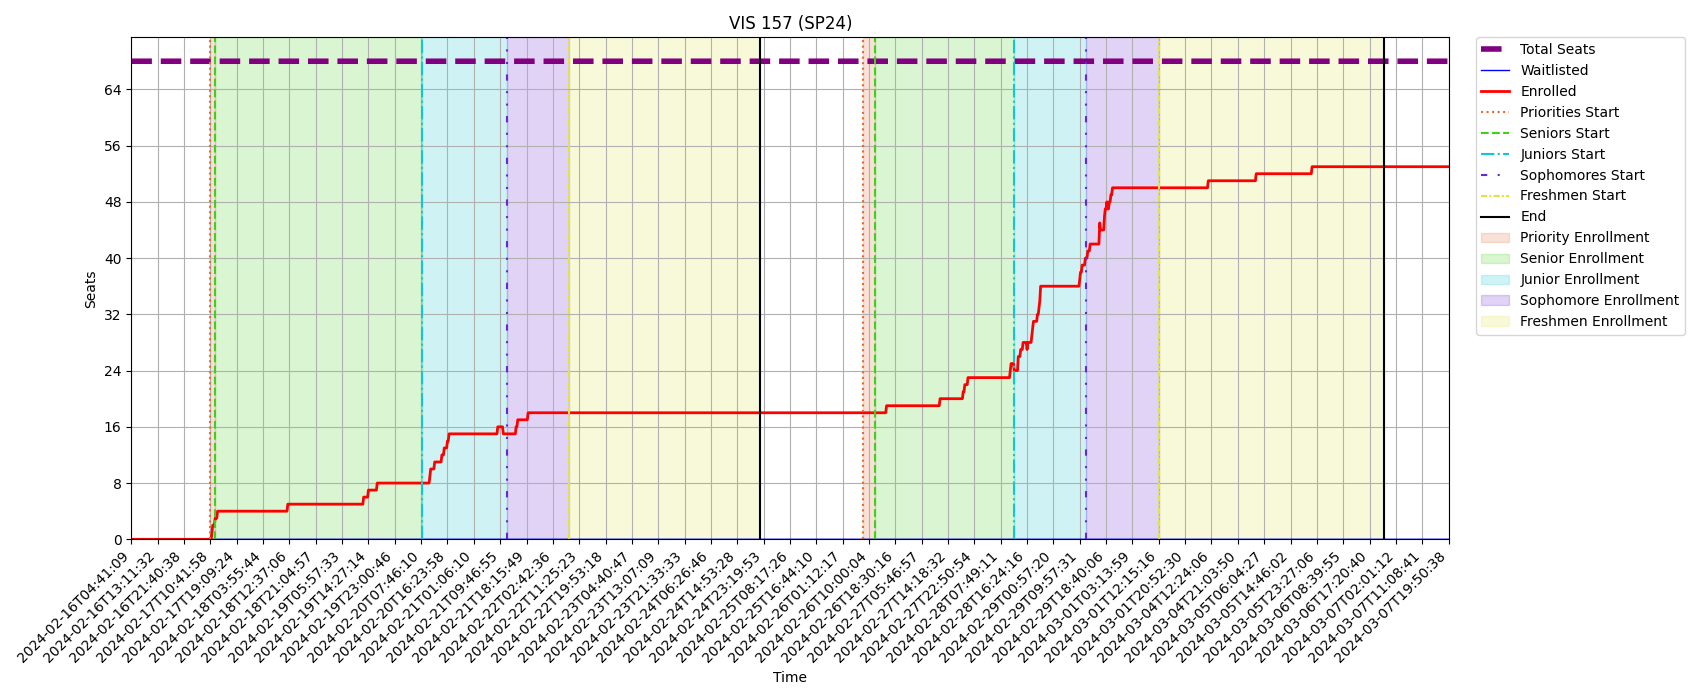 VIS 157 (SP24)
Total Seats
Waitlisted
Enrolled
Priorities Start
Seniors Start
Juniors Start
Sophomores Start
Freshmen Start
End
Priority Enrollment
Senior Enrollment
Junior Enrollment
Sophomore Enrollment
Freshmen Enrollment
Seats
64
56
48
40
32
24
16
8
0
2024-02-16T04:41:09
2024-02-16T13:11:32
2024-02-16T21:40:38
2024-02-17T10:41:58
2024-02-17T19:09:24
2024-02-18T03:55:44
2024-02-18T12:37:06
2024-02-18T21:04:57
2024-02-19T05:57:33
2024-02-19T14:27:14
2024-02-19T23:00:46
2024-02-20T07:46:10
2024-02-20T16:23:58
2024-02-21T01:06:10
2024-02-21T09:46:55
2024-02-21T18:15:49
2024-02-22T02:42:36
2024-02-22T11:25:23
2024-02-22T19:53:18
2024-02-23T04:40:47
2024-02-23T13:07:09
2024-02-23T21:33:33
2024-02-24T06:26:46
2024-02-24T14:53:28
2024-02-24T23:19:53
2024-02-25T08:17:26
2024-02-25T16:44:10
2024-02-26T01:12:17
2024-02-26T10:00:04
2024-02-26T18:30:16
2024-02-27T05:46:57
2024-02-27T14:18:32
2024-02-27T22:50:54
2024-02-28T07:49:11
2024-02-28T16:24:16
2024-02-29T00:57:20
2024-02-29T09:57:31
2024-02-29T18:40:06
2024-03-01T03:13:59
2024-03-01T12:15:16
2024-03-01T20:52:30
2024-03-04T12:24:06
2024-03-04T21:03:50
2024-03-05T06:04:27
2024-03-05T14:46:02
2024-03-05T23:27:06
2024-03-06T08:39:55
2024-03-06T17:20:40
2024-03-07T02:01:12
2024-03-07T11:08:41
2024-03-07T19:50:38
Time